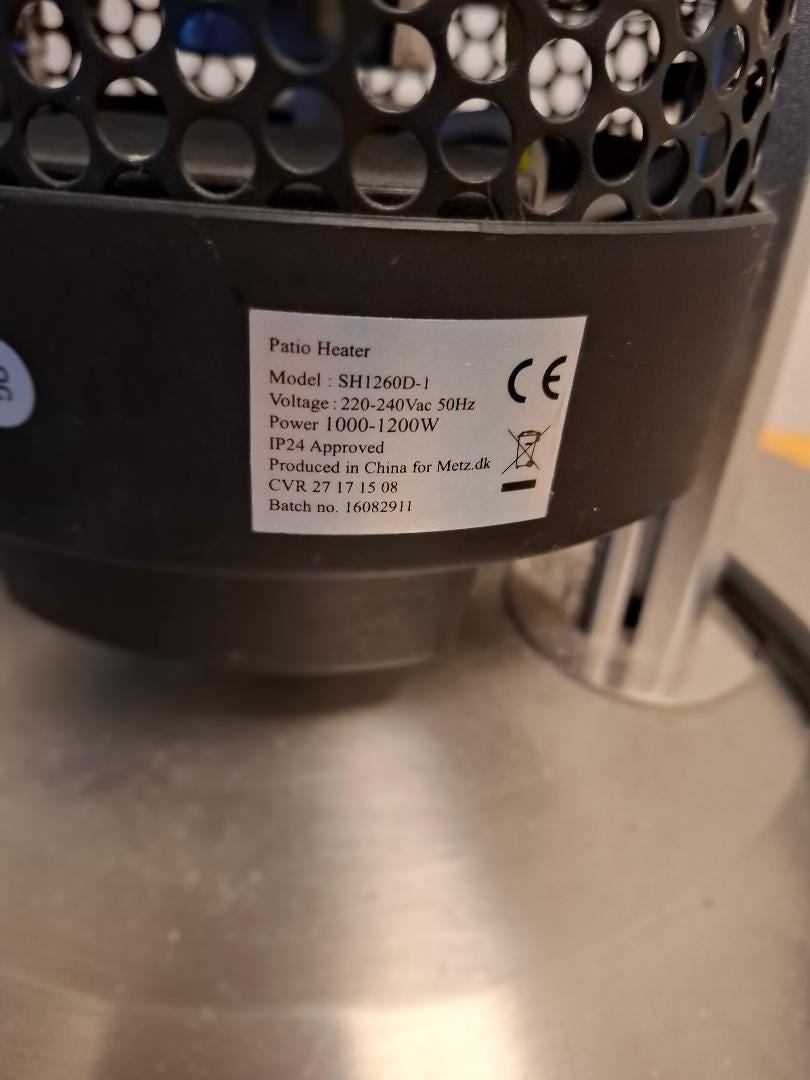 Patio Heater
Model : SH1260D-1
Voltage : 220-240Vac 50Hz
Power 1000-1200W
IP24 Approved
Produced in China for Metz.dk
CVR 27 17 15 08
Batch no. 16082911
CE